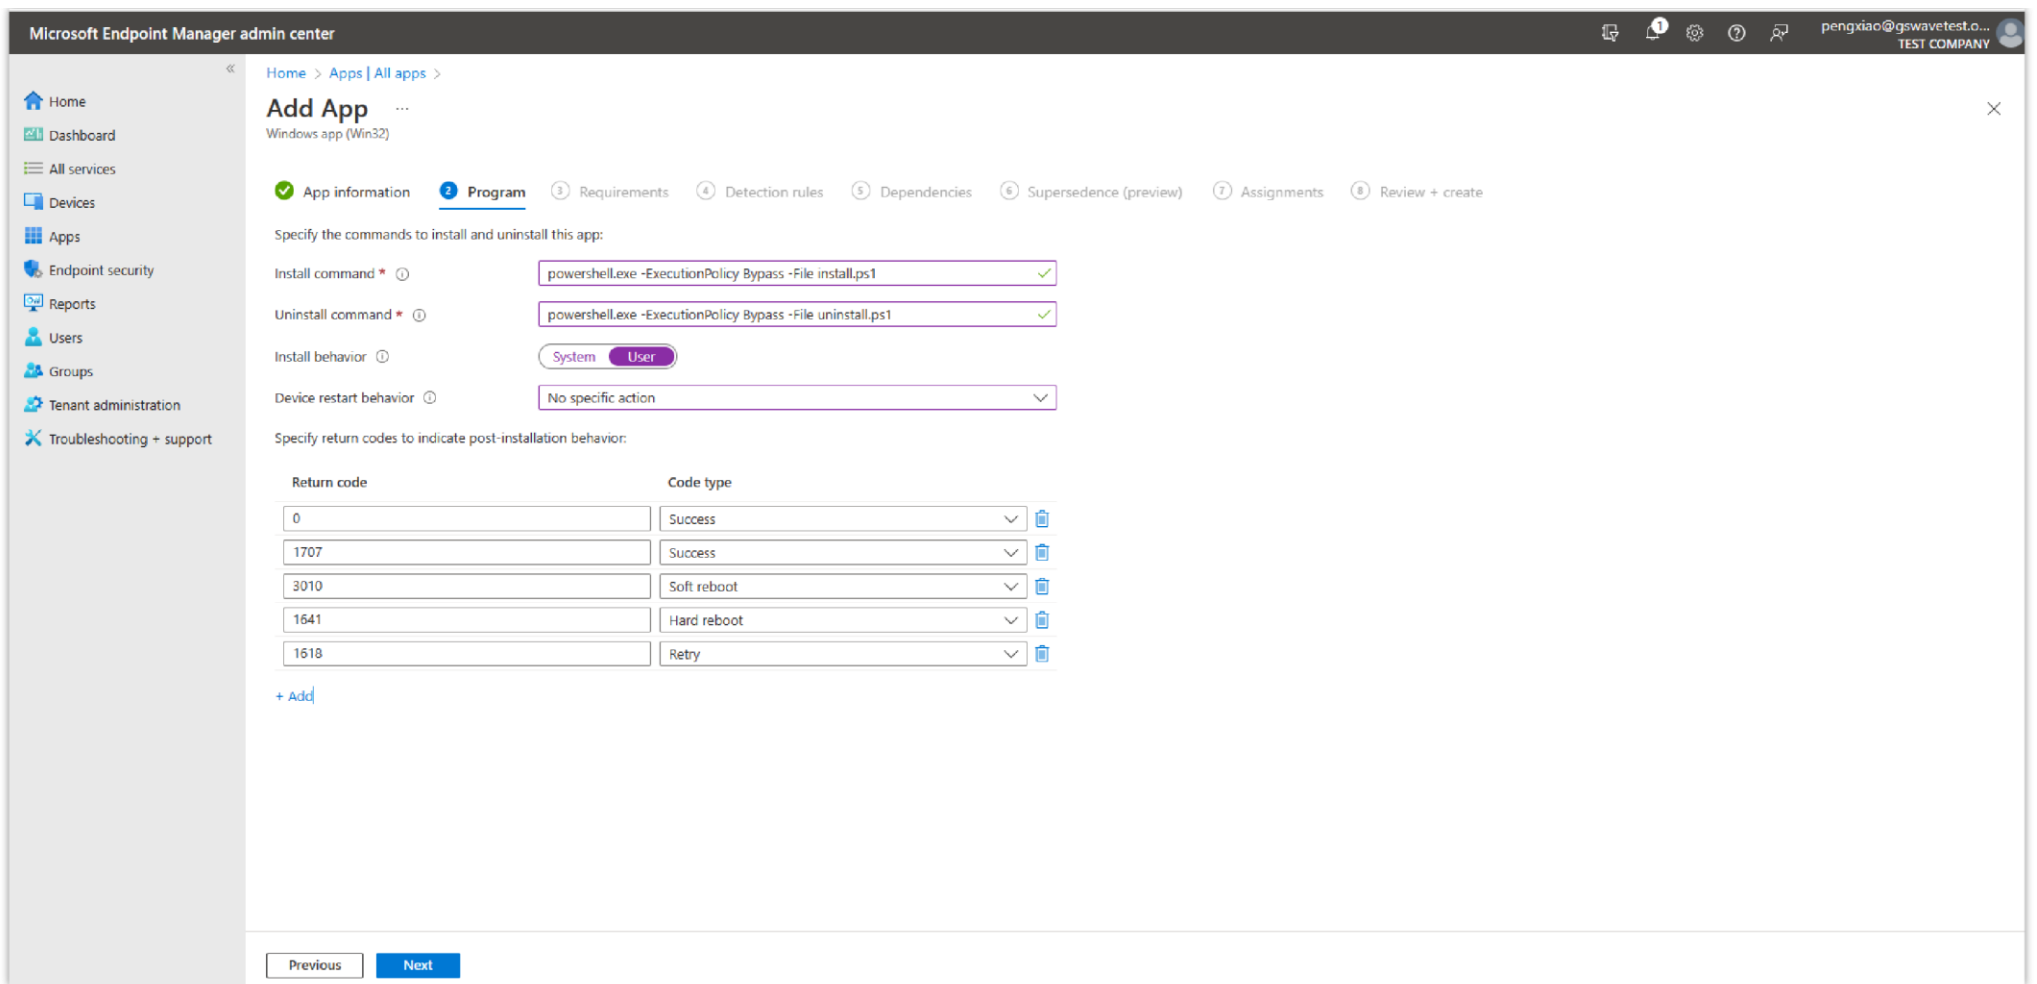 Microsoft Endpoint Manager admin center
1
pengxiao@gswavetest.o...
TEST COMPANY
«
Home
Dashboard
All services
Devices
Apps
Endpoint security
Reports
Users
Groups
Tenant administration
Troubleshooting + support
Home > Apps | All apps >
Add App ...
Windows app (Win32)
App information 2 Program 3 Requirements 4 Detection rules 5 Dependencies 6 Supersedence (preview) 7 Assignments 8 Review + create
Specify the commands to install and uninstall this app:
Install command * powershell.exe -ExecutionPolicy Bypass -File install.ps1
Uninstall command * powershell.exe -ExecutionPolicy Bypass -File uninstall.ps1
Install behavior System User
Device restart behavior No specific action
Specify return codes to indicate post-installation behavior:
Return code Code type
0 Success
1707 Success
3010 Soft reboot
1641 Hard reboot
1618 Retry
+ Add
Previous Next